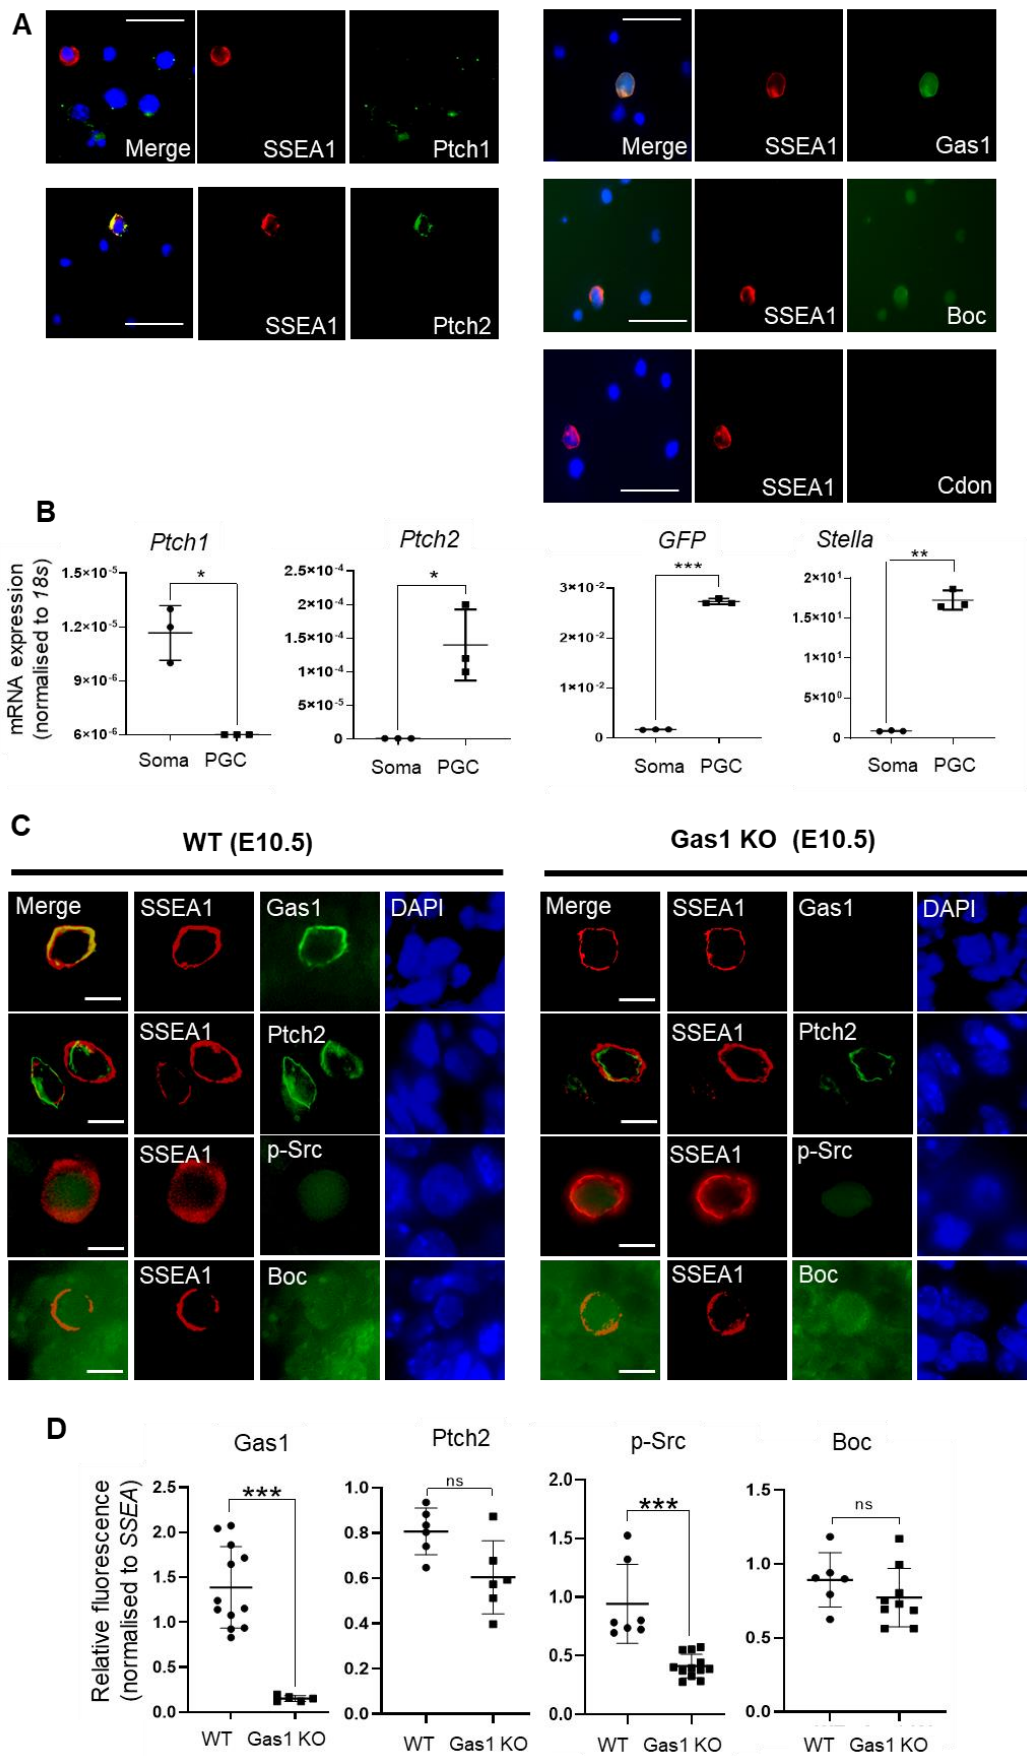 A
Merge SSEA1 Ptch1
Merge SSEA1 Gas1
SSEA1 Ptch2
SSEA1 Boc
SSEA1 Cdon
B
mRNA expression
(normalised to 18s)
Ptch1
*
1.5×10⁻⁵
1.2×10⁻⁵
9×10⁻⁶
6×10⁻⁶
Soma PGC
Ptch2
*
2.5×10⁻⁴
2×10⁻⁴
1.5×10⁻⁴
1×10⁻⁴
5×10⁻⁵
0
Soma PGC
GFP
***
3×10⁻²
2×10⁻²
1×10⁻²
0
Soma PGC
Stella
**
2×10¹
1.5×10¹
1×10¹
5×10⁰
0
Soma PGC
C
WT (E10.5)
Merge SSEA1 Gas1 DAPI
SSEA1 Ptch2
SSEA1 p-Src
SSEA1 Boc
Gas1 KO (E10.5)
Merge SSEA1 Gas1 DAPI
SSEA1 Ptch2
SSEA1 p-Src
SSEA1 Boc
D
Relative fluorescence
(normalised to SSEA)
Gas1
***
2.5
2.0
1.5
1.0
0.5
0.0
WT Gas1 KO
Ptch2
ns
1.0
0.8
0.6
0.4
0.2
0.0
WT Gas1 KO
p-Src
***
2.0
1.5
1.0
0.5
0.0
WT Gas1 KO
Boc
ns
1.5
1.0
0.5
0.0
WT Gas1 KO